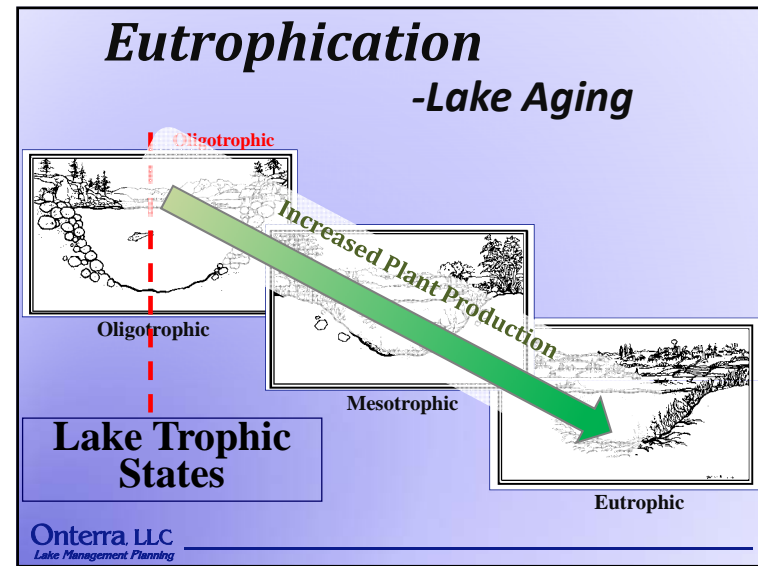 Eutrophication
-Lake Aging
Oligotrophic
Increased Plant Production
Oligotrophic
Mesotrophic
Eutrophic
Lake Trophic
States
Onterra, LLC
Lake Management Planning